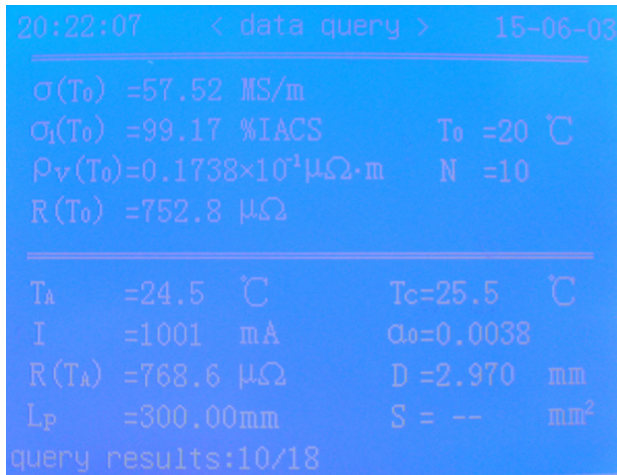 20:22:07 < data query > 15-06-03
σ(T₀) =57.52 MS/m
σ₁(T₀) =99.17 %IACS T₀ =20 ℃
ρᵥ(T₀)=0.1738×10⁻¹μΩ·m N =10
R(T₀) =752.8 μΩ
Tᴀ =24.5 ℃ Tc=25.5 ℃
I =1001 mA α₀=0.0038
R(Tᴀ) =768.6 μΩ D =2.970 mm
Lₚ =300.00mm S = -- mm²
query results:10/18